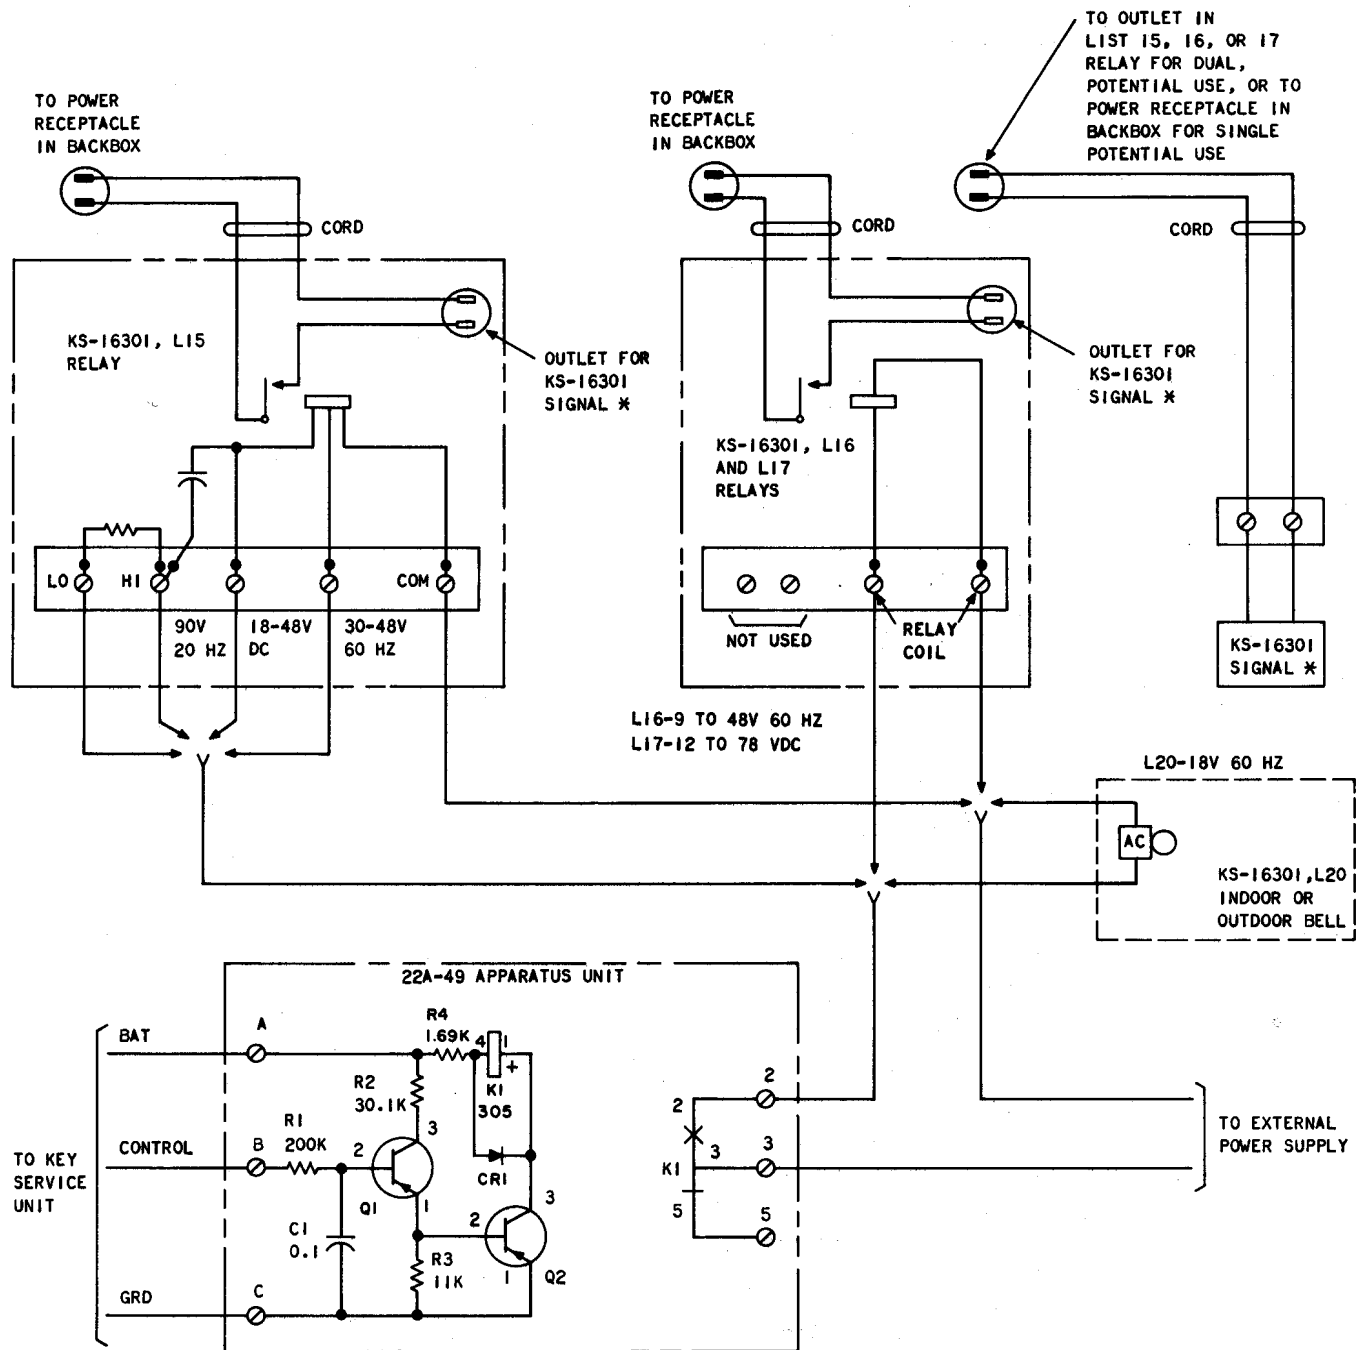 TO OUTLET IN
LIST 15, 16, OR 17
RELAY FOR DUAL,
POTENTIAL USE, OR TO
POWER RECEPTACLE IN
BACKBOX FOR SINGLE
POTENTIAL USE
TO POWER
RECEPTACLE
IN BACKBOX
TO POWER
RECEPTACLE
IN BACKBOX
CORD
CORD
CORD
KS-16301, L15
RELAY
OUTLET FOR
KS-16301
SIGNAL *
OUTLET FOR
KS-16301
SIGNAL *
KS-16301, L16
AND L17
RELAYS
LO
HI
COM
90V
20 HZ
18-48V
DC
30-48V
60 HZ
NOT USED
RELAY
COIL
KS-16301
SIGNAL *
L16-9 TO 48V 60 HZ
L17-12 TO 78 VDC
L20-18V 60 HZ
AC
KS-16301, L20
INDOOR OR
OUTDOOR BELL
22A-49 APPARATUS UNIT
BAT
A
R4
1.69K
4
1
+
K1
305
R2
30.1K
R1
200K
CONTROL
B
2
3
Q1
1
CR1
3
2
1
Q2
C1
0.1
R3
11K
GRD
C
TO KEY
SERVICE
UNIT
2
2
3
3
K1
5
5
TO EXTERNAL
POWER SUPPLY